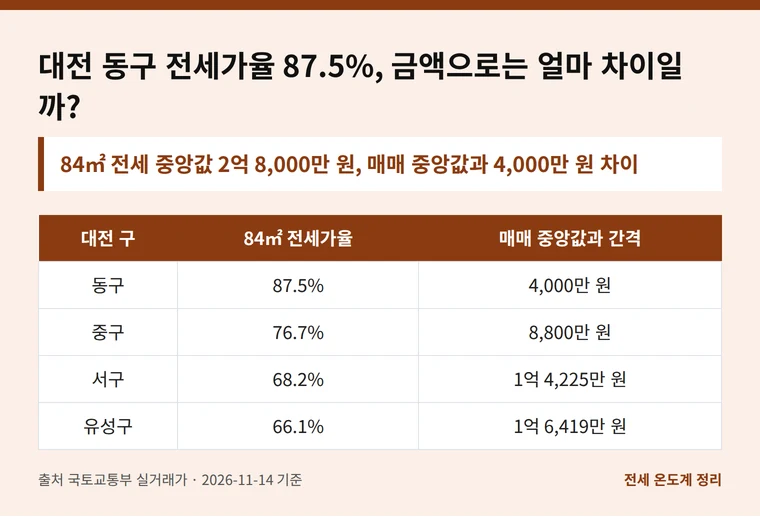 대전 동구 전세가율 87.5%, 금액으로는 얼마 차이일
까?
84㎡ 전세 중앙값 2억 8,000만 원, 매매 중앙값과 4,000만 원 차이
대전 구 84㎡ 전세가율 매매 중앙값과 간격
동구 87.5% 4,000만 원
중구 76.7% 8,800만 원
서구 68.2% 1억 4,225만 원
유성구 66.1% 1억 6,419만 원
출처 국토교통부 실거래가 · 2026-11-14 기준 전세 온도계 정리